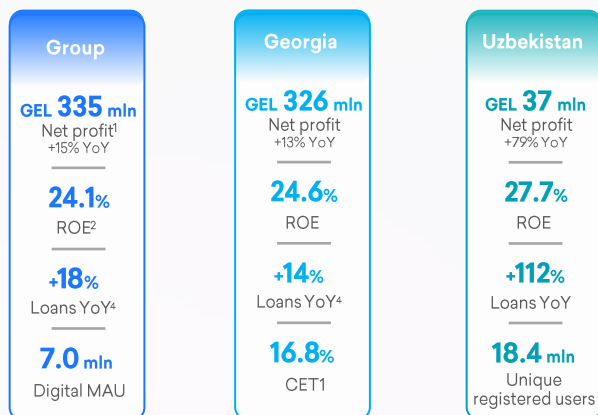 Group
GEL 335 mln
Net profit¹
+15% YoY
24.1%
ROE²
+18%
Loans YoY⁴
7.0 mln
Digital MAU
Georgia
GEL 326 mln
Net profit
+13% YoY
24.6%
ROE
+14%
Loans YoY⁴
16.8%
CET1
Uzbekistan
GEL 37 mln
Net profit
+79% YoY
27.7%
ROE
+112%
Loans YoY
18.4 mln
Unique
registered users